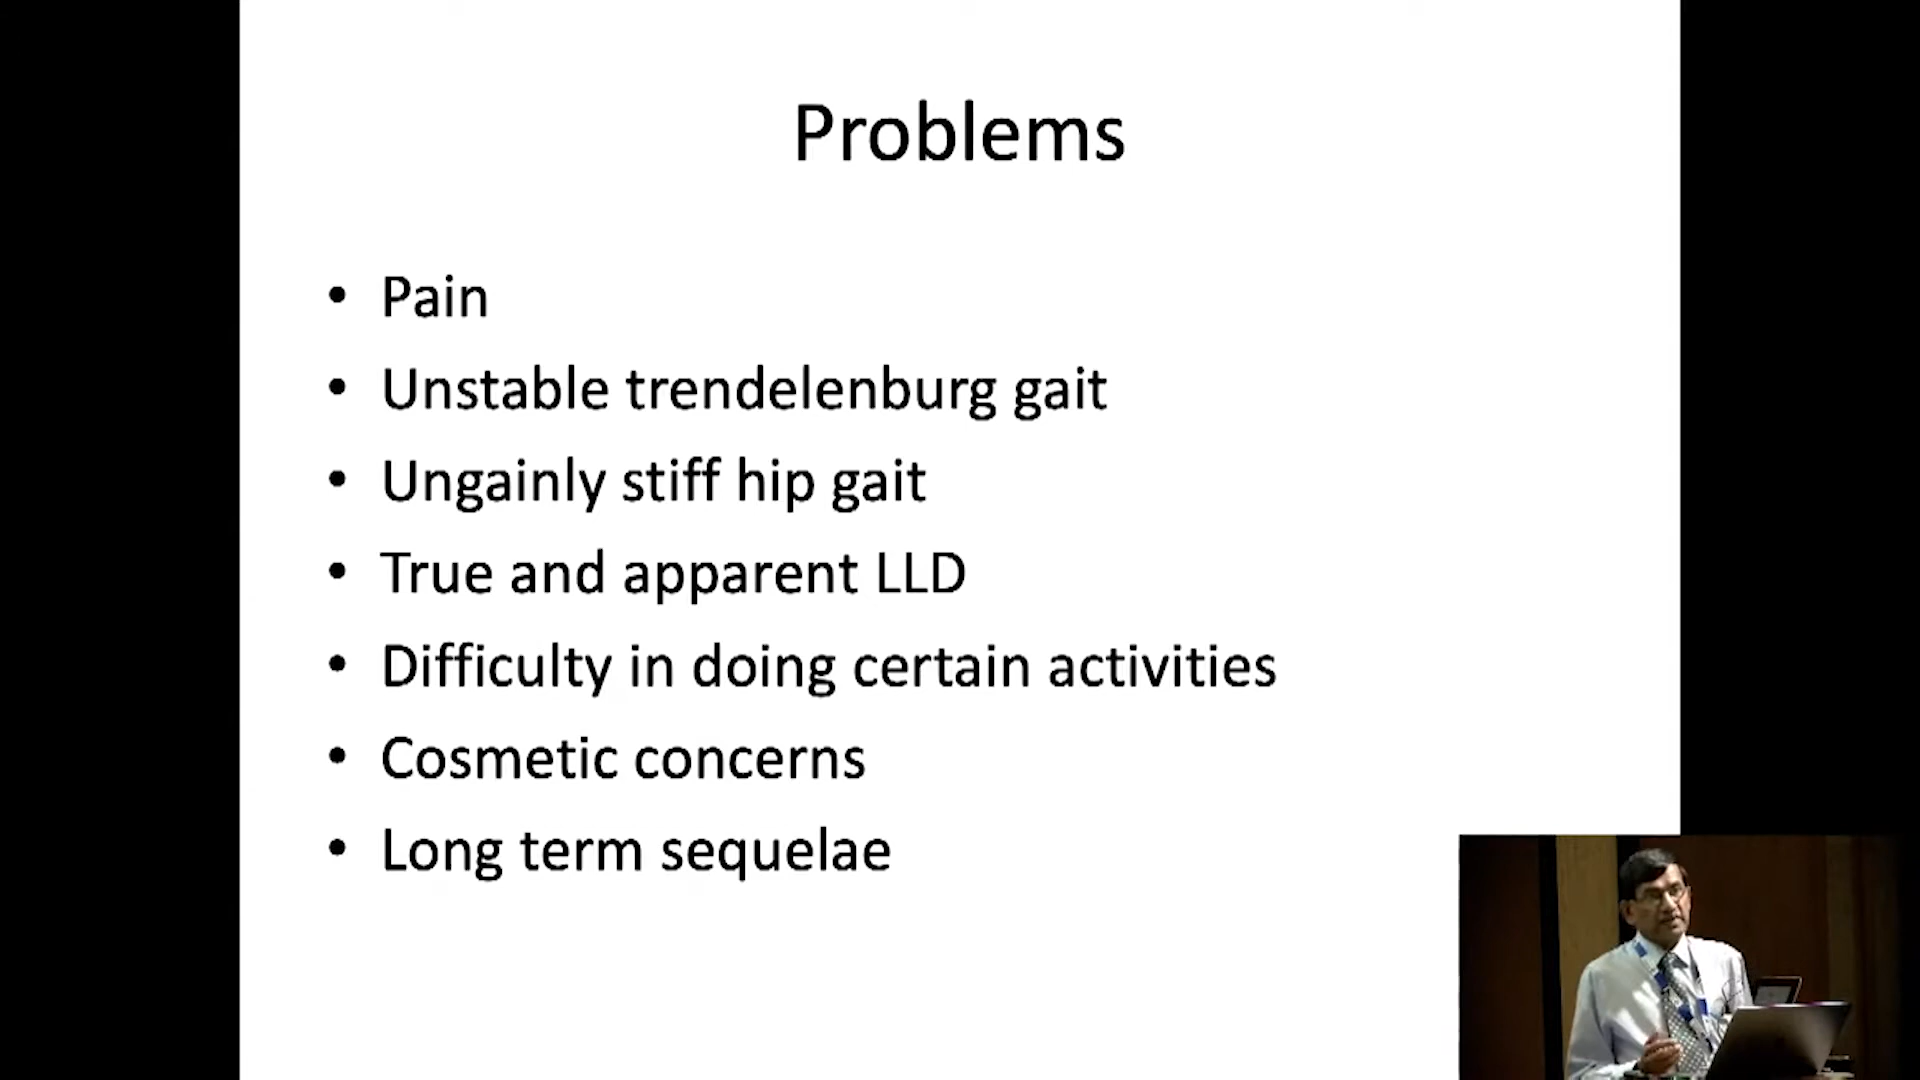 Problems
• Pain
• Unstable trendelenburg gait
• Ungainly stiff hip gait
• True and apparent LLD
• Difficulty in doing certain activities
• Cosmetic concerns
• Long term sequelae